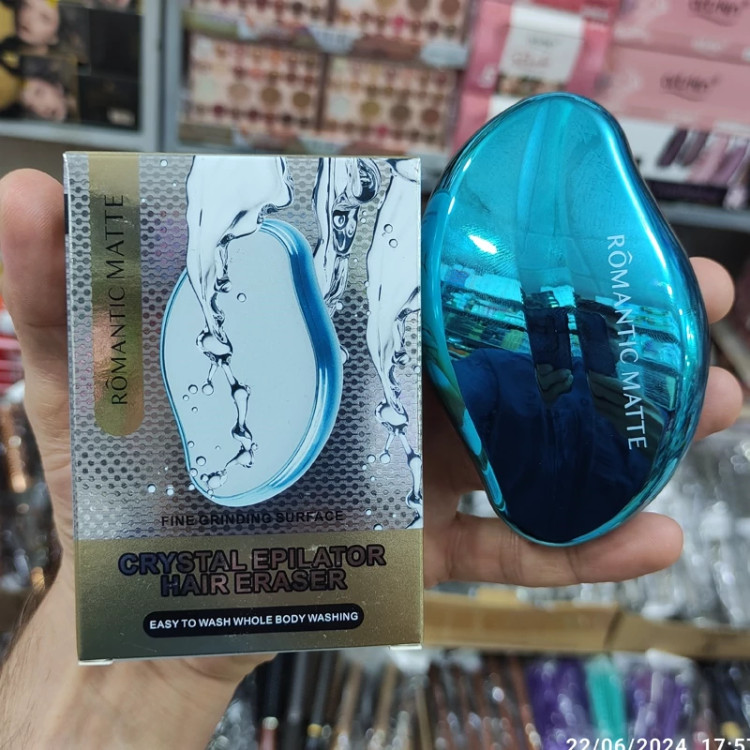 RÔMANTIC MATTE
FINE GRINDING SURFACE
CRYSTAL EPILATOR
HAIR ERASER
EASY TO WASH WHOLE BODY WASHING
RÔMANTIC MATTE
22/06/2024 17:57